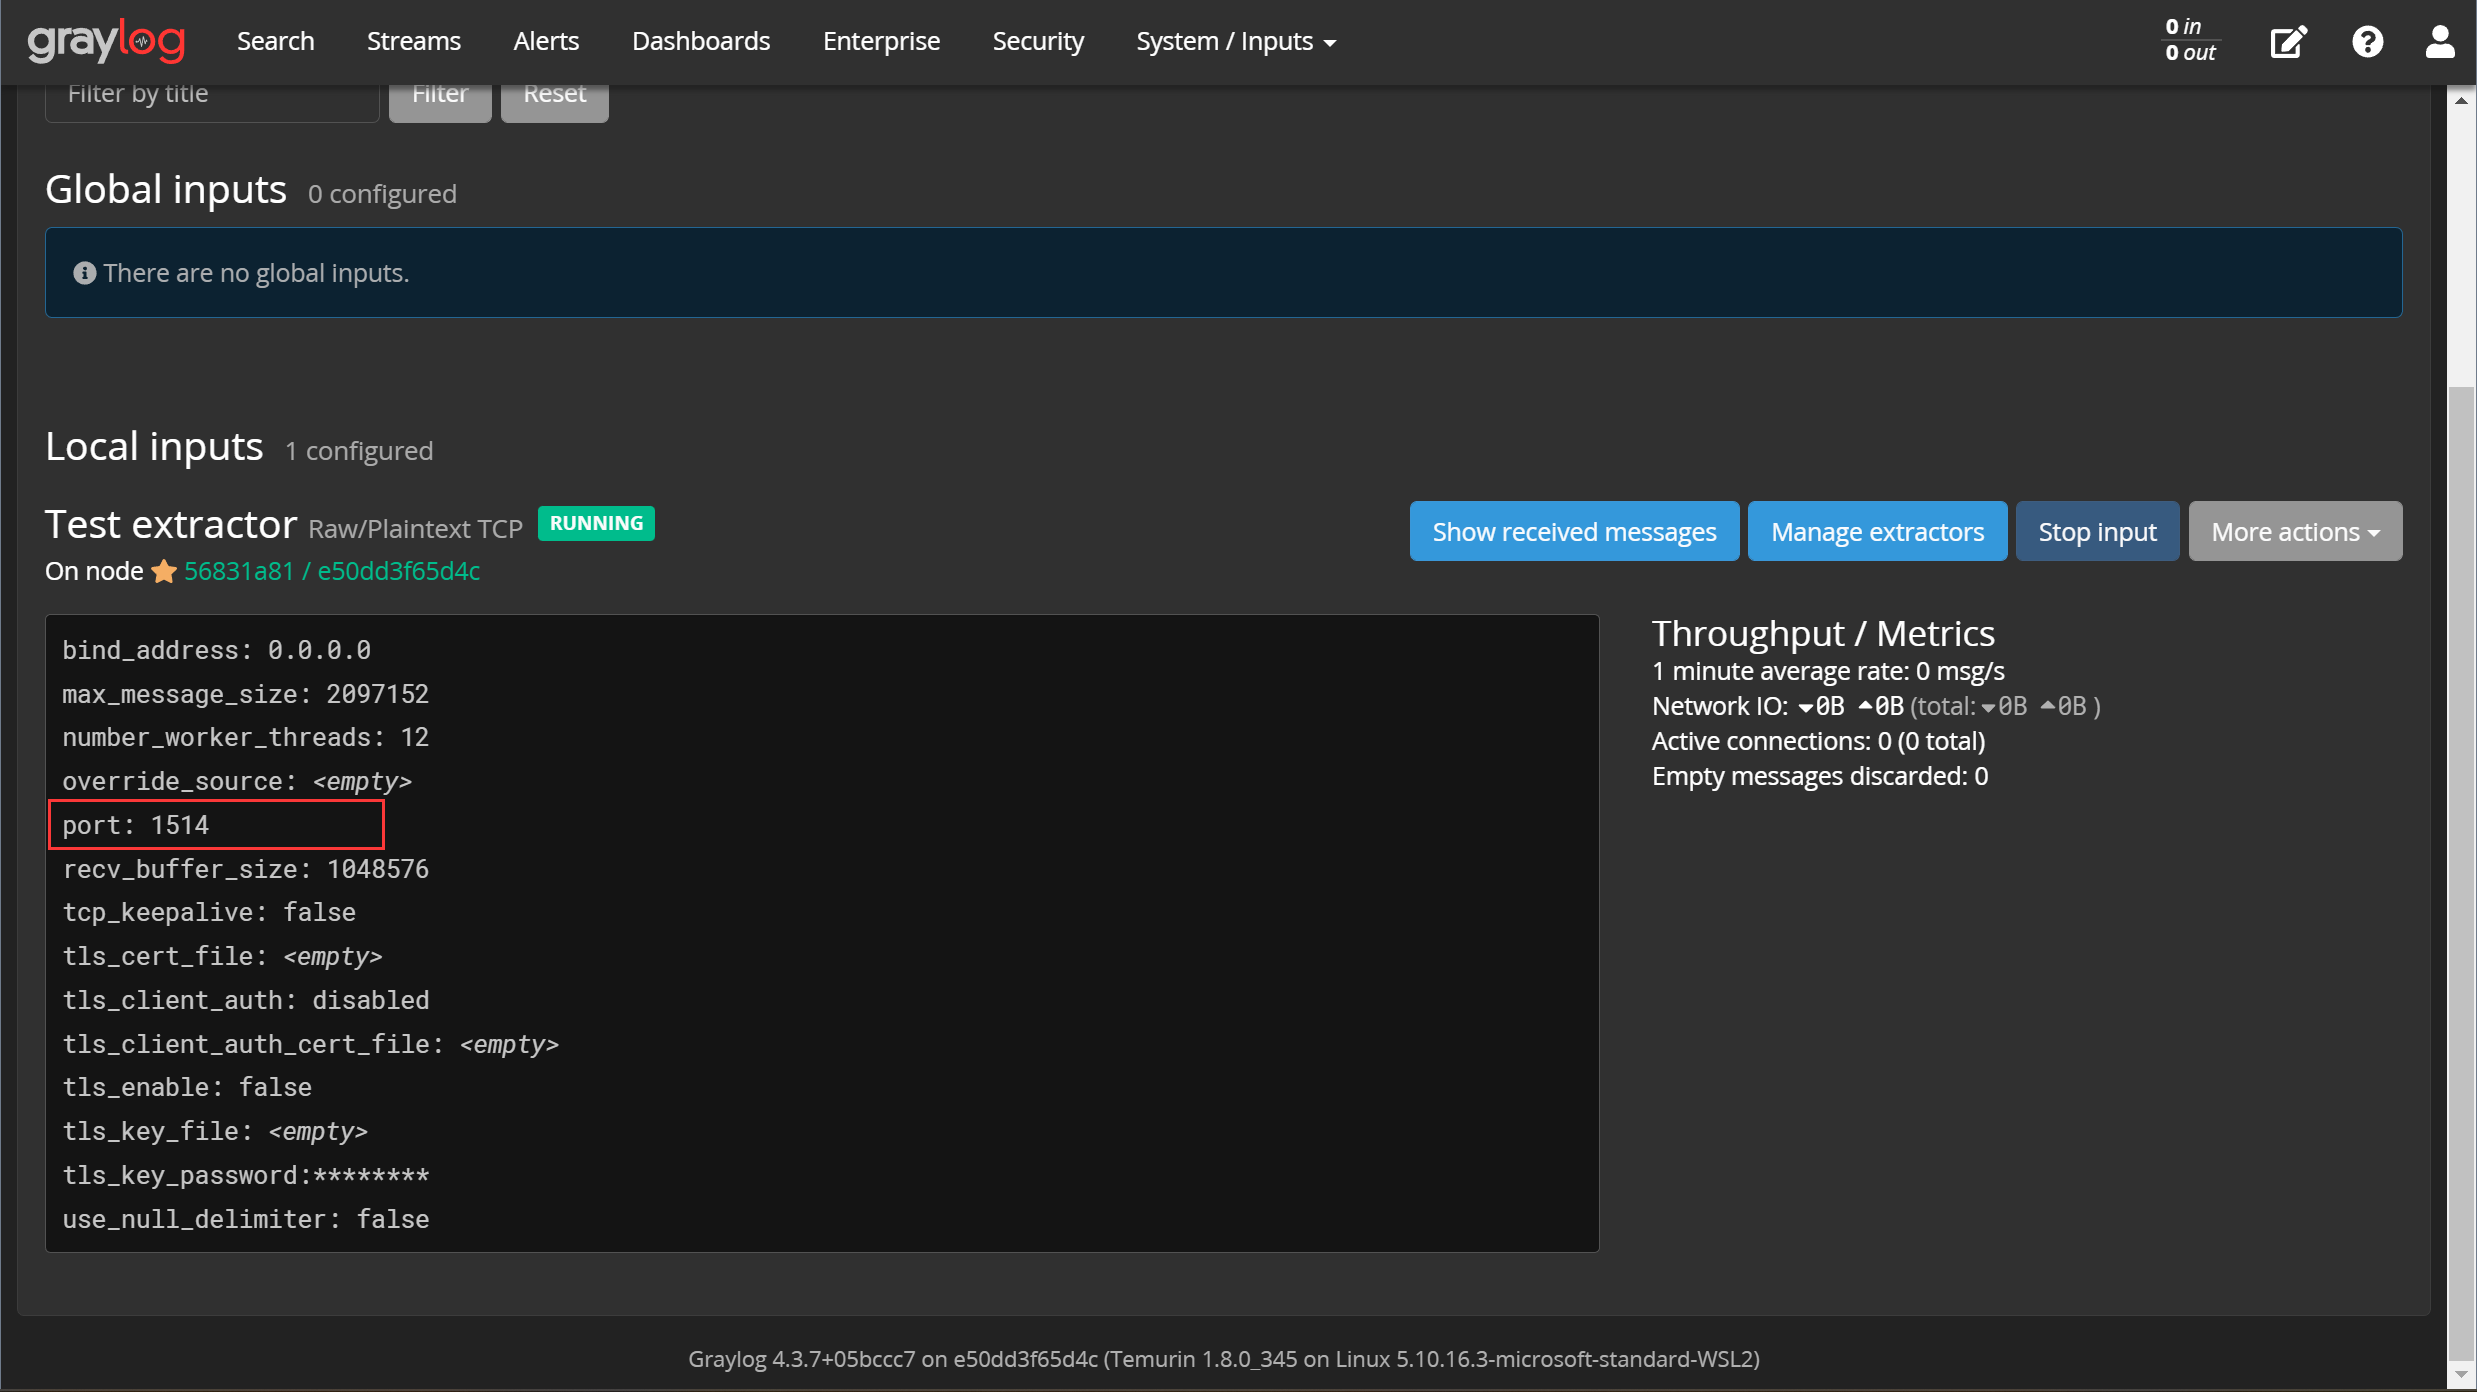 graylog Search Streams Alerts Dashboards Enterprise Security System / Inputs 0 in
0 out
Filter by title Filter Reset
Global inputs 0 configured
There are no global inputs.
Local inputs 1 configured
Test extractor Raw/Plaintext TCP RUNNING Show received messages Manage extractors Stop input More actions
On node 56831a81 / e50dd3f65d4c
bind_address: 0.0.0.0
max_message_size: 2097152
number_worker_threads: 12
override_source: <empty>
port: 1514
recv_buffer_size: 1048576
tcp_keepalive: false
tls_cert_file: <empty>
tls_client_auth: disabled
tls_client_auth_cert_file: <empty>
tls_enable: false
tls_key_file: <empty>
tls_key_password:********
use_null_delimiter: false
Throughput / Metrics
1 minute average rate: 0 msg/s
Network IO: 0B 0B (total: 0B 0B )
Active connections: 0 (0 total)
Empty messages discarded: 0
Graylog 4.3.7+05bccc7 on e50dd3f65d4c (Temurin 1.8.0_345 on Linux 5.10.16.3-microsoft-standard-WSL2)